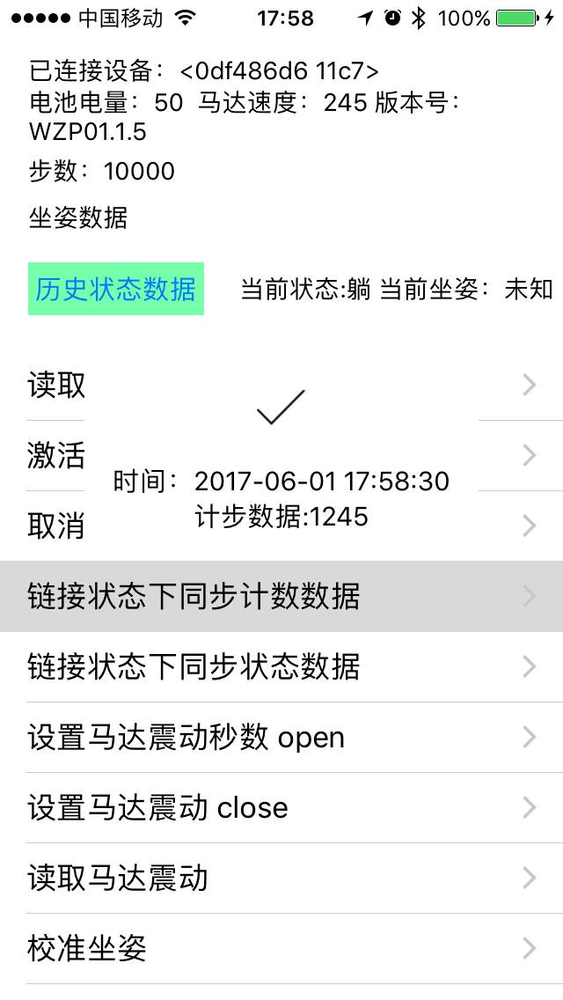 中国移动 17:58 100%
已连接设备：<0df486d6 11c7>
电池电量：50 马达速度：245 版本号：
WZP01.1.5
步数：10000
坐姿数据
历史状态数据 当前状态:躺 当前坐姿：未知
读取
激活
时间：2017-06-01 17:58:30
计步数据:1245
取消
链接状态下同步计数数据
链接状态下同步状态数据
设置马达震动秒数 open
设置马达震动 close
读取马达震动
校准坐姿